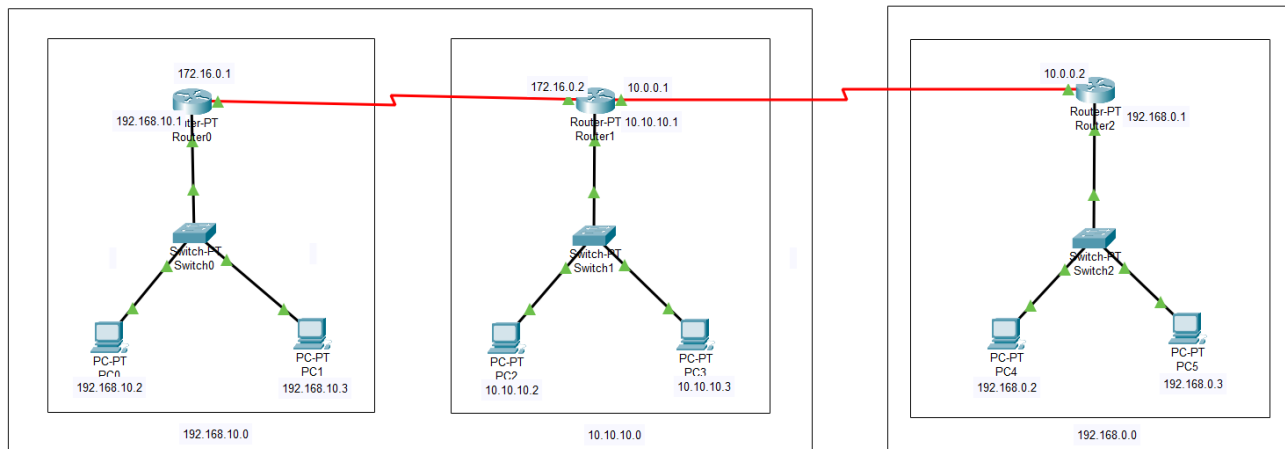 172.16.0.1
192.168.10.1
ter-PT
Router0
Switch-PT
Switch0
PC-PT
PC0
192.168.10.2
PC-PT
PC1
192.168.10.3
192.168.10.0
172.16.0.2
10.0.0.1
Router-PT
Router1
10.10.10.1
Switch-PT
Switch1
PC-PT
PC2
10.10.10.2
PC-PT
PC3
10.10.10.3
10.10.10.0
10.0.0.2
Router-PT
Router2
192.168.0.1
Switch-PT
Switch2
PC-PT
PC4
192.168.0.2
PC-PT
PC5
192.168.0.3
192.168.0.0